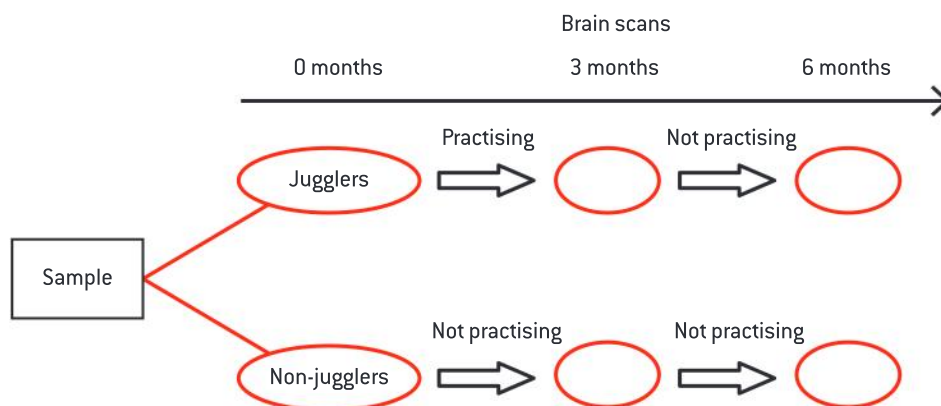 Brain scans
0 months 3 months 6 months
Practising Not practising
Jugglers
Sample
Not practising Not practising
Non-jugglers